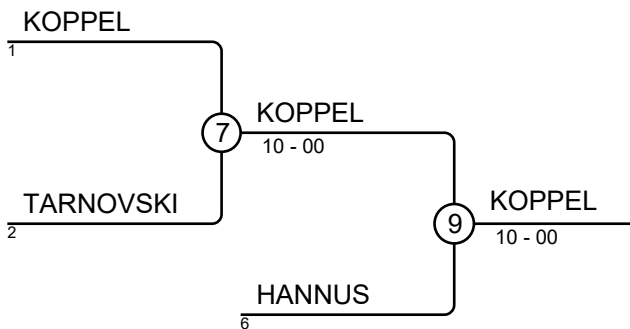 KOPPEL
1
7
KOPPEL
10 - 00
TARNOVSKI
2
9
KOPPEL
10 - 00
HANNUS
6